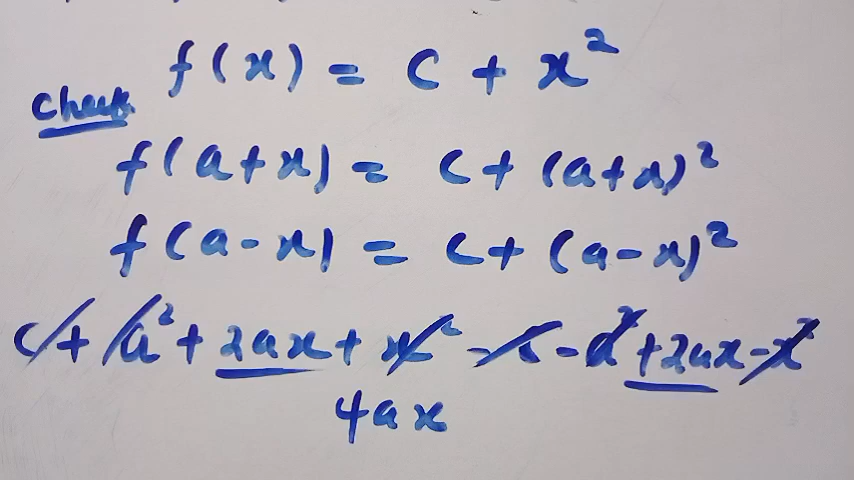 f(x) = c + x²
Check
f(a+x) = c + (a+x)²
f(a-x) = c + (a-x)²
c + a² + 2ax + x² - c - a² + 2ax - x²
4ax